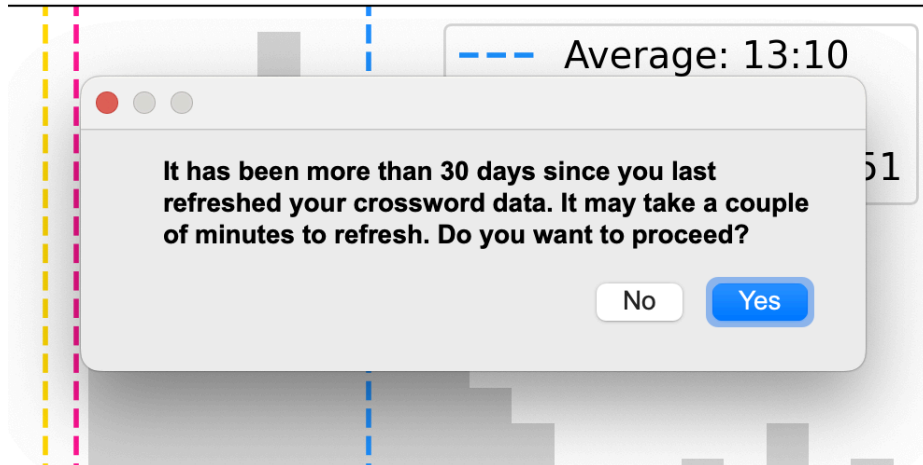 Average: 13:10
51
It has been more than 30 days since you last
refreshed your crossword data. It may take a couple
of minutes to refresh. Do you want to proceed?
No Yes